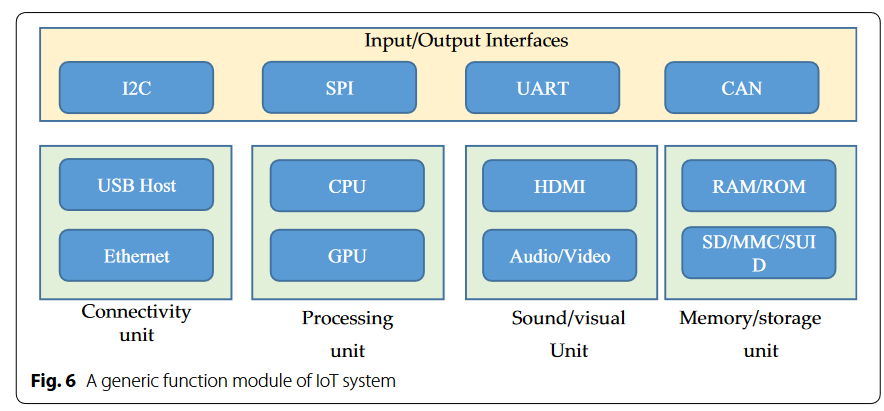 Input/Output Interfaces
I2C
SPI
UART
CAN
USB Host
CPU
HDMI
RAM/ROM
Ethernet
GPU
Audio/Video
SD/MMC/SUI
D
Connectivity
unit
Processing
unit
Sound/visual
Unit
Memory/storage
unit
Fig. 6 A generic function module of IoT system